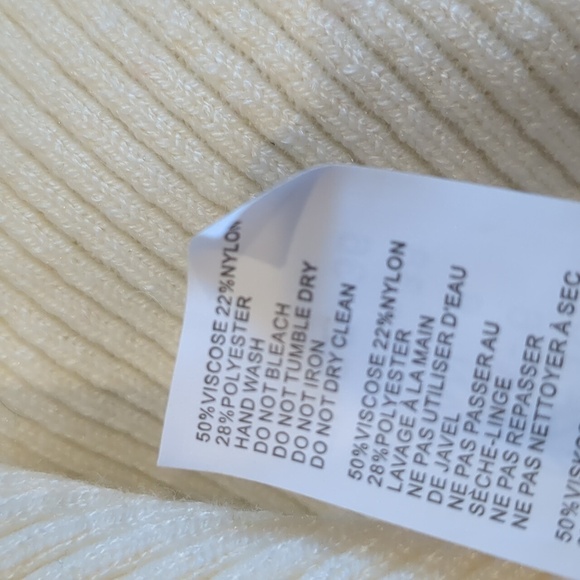 50%VISCOSE 22%NYLON
28%POLYESTER
HAND WASH
DO NOT BLEACH
DO NOT TUMBLE DRY
DO NOT IRON
DO NOT DRY CLEAN
50%VISCOSE 22%NYLON
28%POLYESTER
LAVAGE À LA MAIN
NE PAS UTILISER D'EAU
DE JAVEL
NE PAS PASSER AU
SÈCHE-LINGE
NE PAS REPASSER
NE PAS NETTOYER À SEC